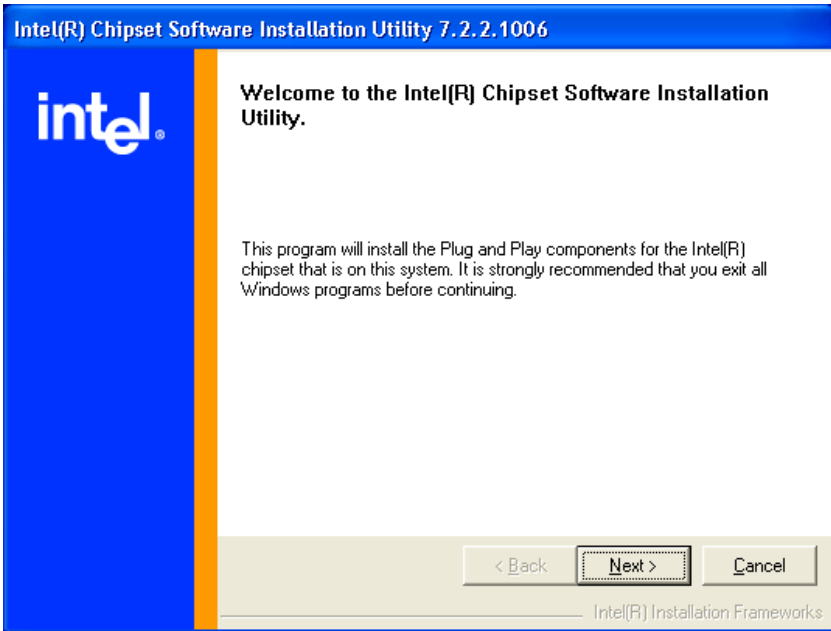 Intel(R) Chipset Software Installation Utility 7.2.2.1006
intel®
Welcome to the Intel(R) Chipset Software Installation
Utility.
This program will install the Plug and Play components for the Intel(R)
chipset that is on this system. It is strongly recommended that you exit all
Windows programs before continuing.
< Back
Next >
Cancel
Intel(R) Installation Frameworks